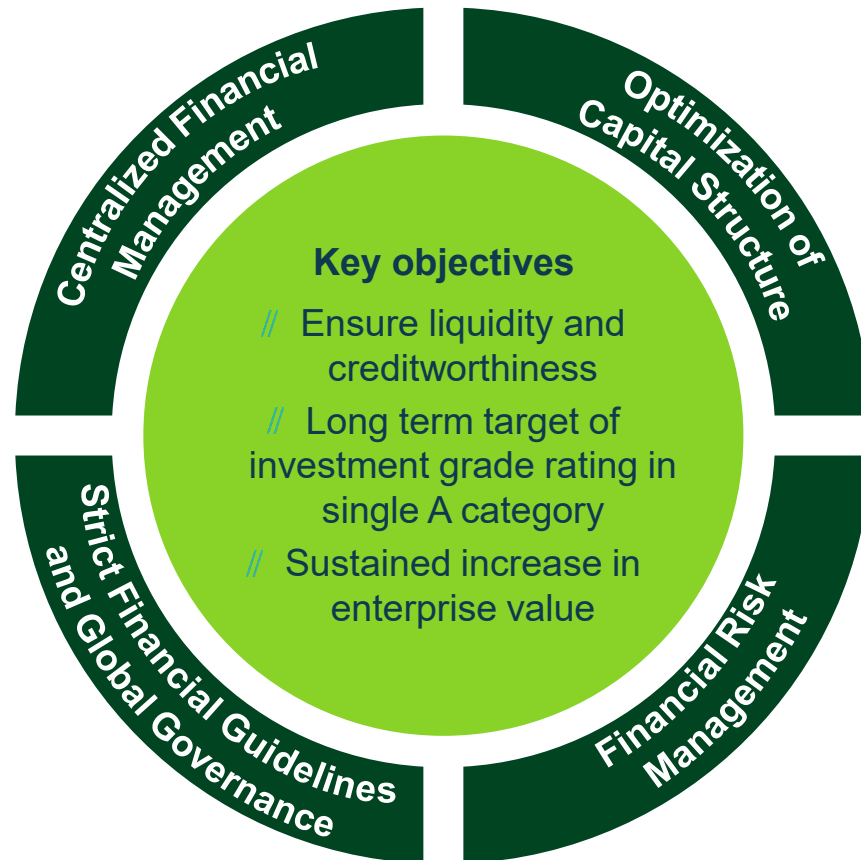 Centralized Financial
Management
Optimization of
Capital Structure
Key objectives
// Ensure liquidity and
creditworthiness
// Long term target of
investment grade rating in
single A category
// Sustained increase in
enterprise value
Strict Financial Guidelines
and Global Governance
Financial Risk
Management